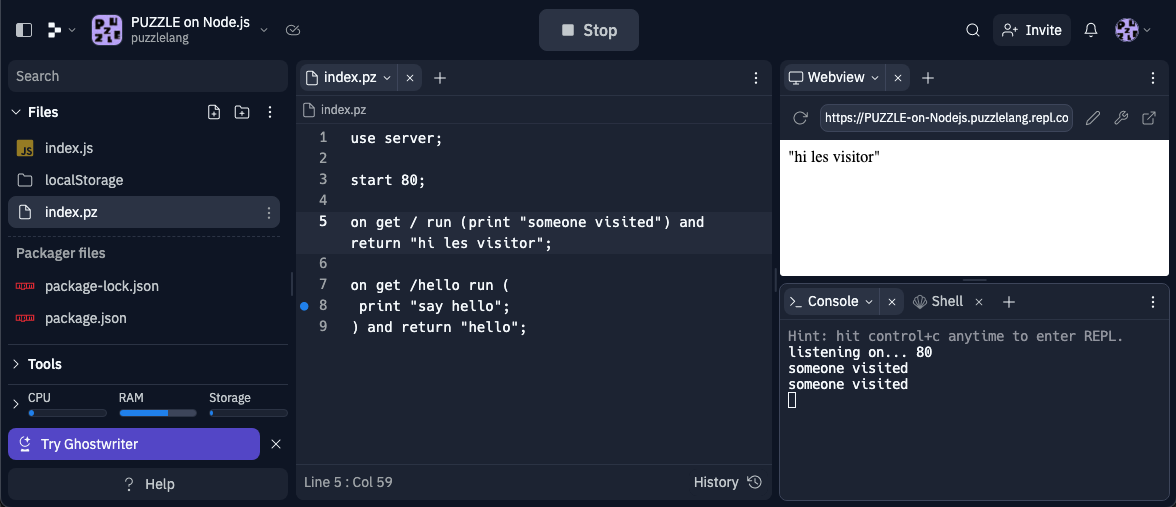 PUZZLE on Node.js
puzzlelang
Stop
Invite
Search
Files
index.js
localStorage
index.pz
Packager files
package-lock.json
package.json
Tools
CPU RAM Storage
Try Ghostwriter
? Help
index.pz
index.pz
1 use server;
2
3 start 80;
4
5 on get / run (print "someone visited") and
return "hi les visitor";
6
7 on get /hello run (
8 print "say hello";
9 ) and return "hello";
Line 5 : Col 59
History
Webview
https://PUZZLE-on-Nodejs.puzzlelang.repl.co
"hi les visitor"
Console
Shell
Hint: hit control+c anytime to enter REPL.
listening on... 80
someone visited
someone visited